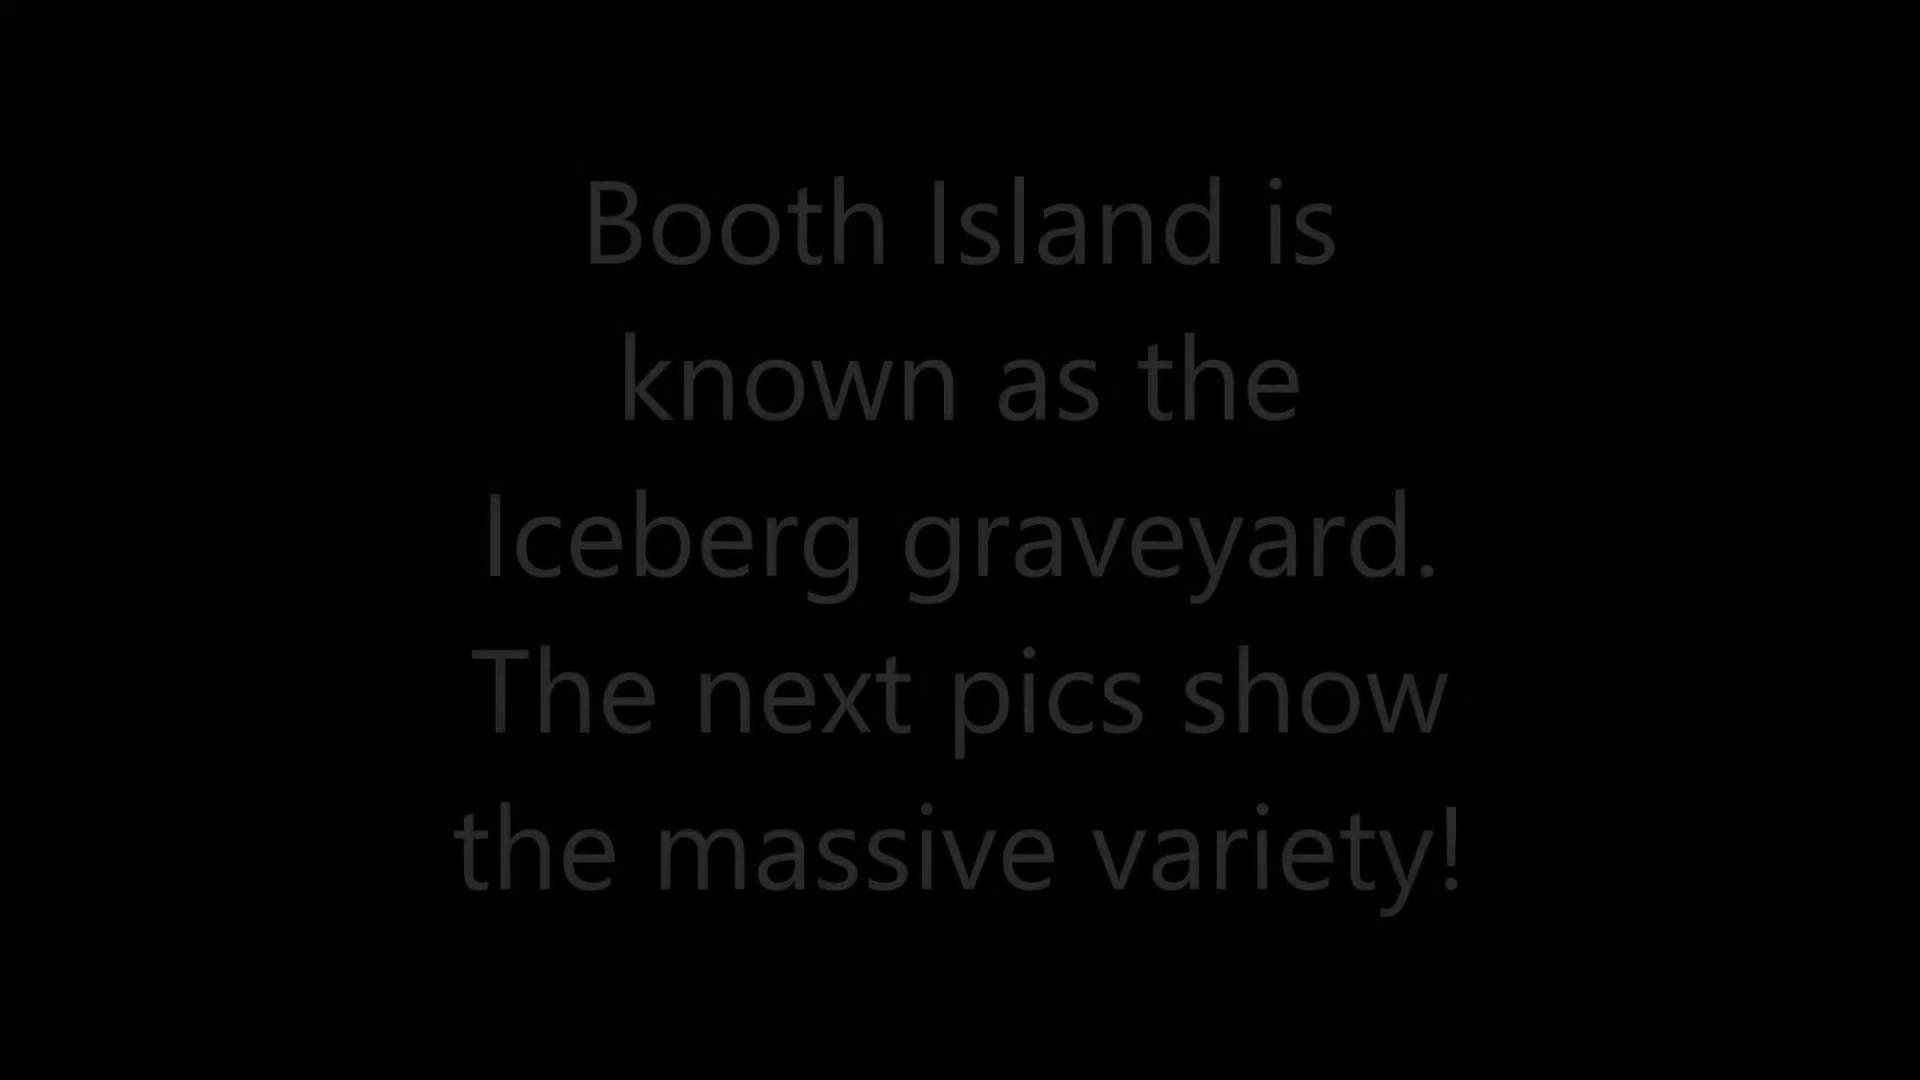 Booth Island is
known as the
Iceberg graveyard.
The next pics show
the massive variety!